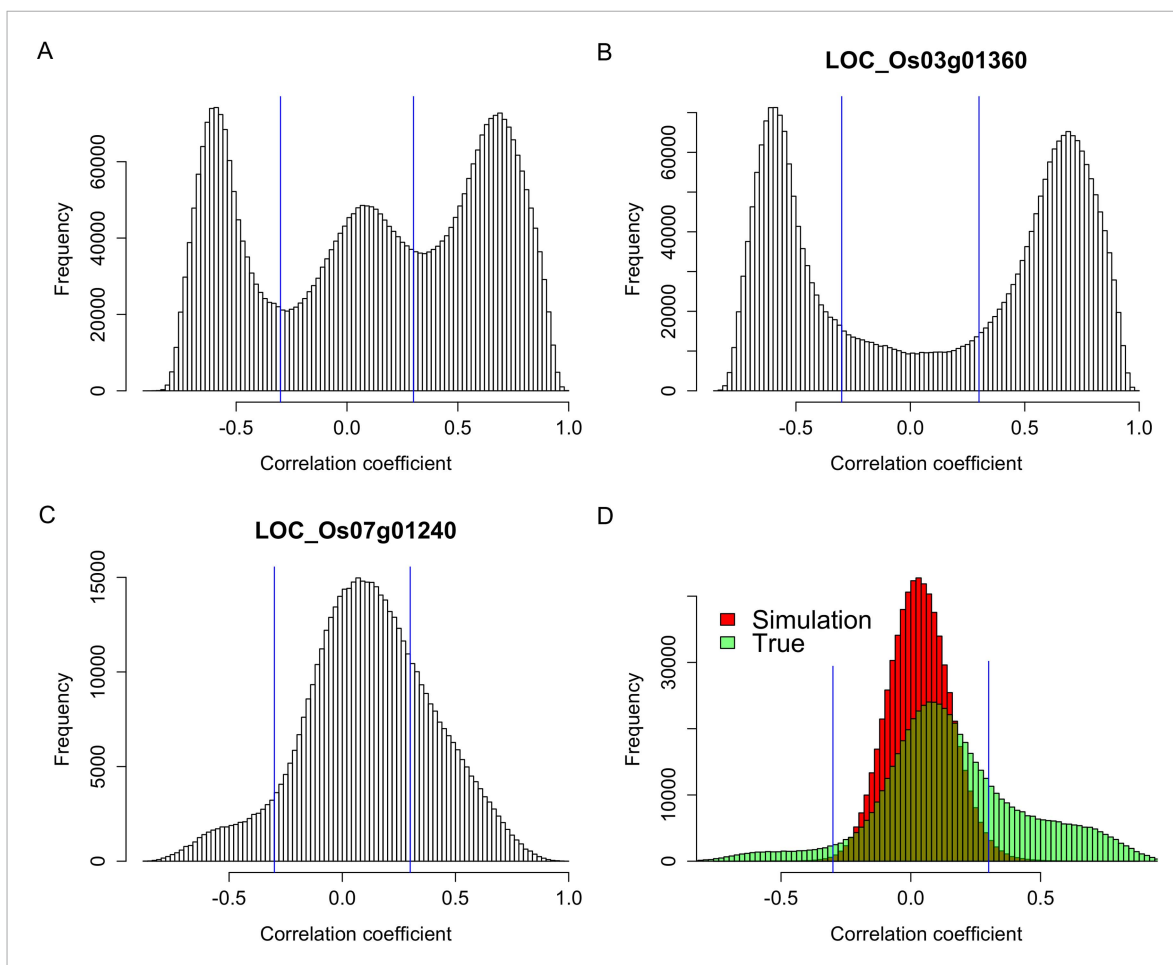 A
Frequency
0
20000
40000
60000
-0.5 0.0 0.5 1.0
Correlation coefficient
B
LOC_Os03g01360
Frequency
0
20000
40000
60000
-0.5 0.0 0.5 1.0
Correlation coefficient
C
LOC_Os07g01240
Frequency
0
5000
10000
15000
-0.5 0.0 0.5 1.0
Correlation coefficient
D
Simulation
True
Frequency
0
10000
30000
-0.5 0.0 0.5
Correlation coefficient